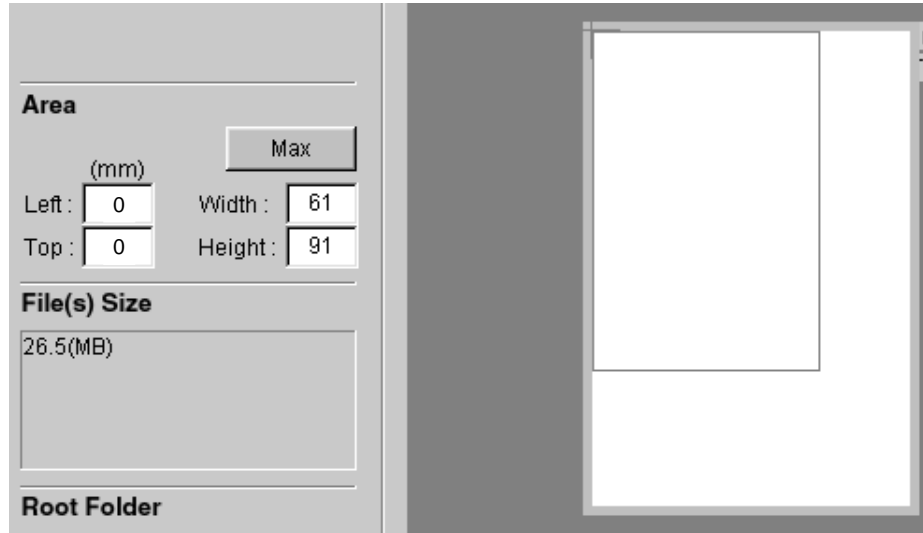 Area
Max
(mm)
Left : 0 Width : 61
Top : 0 Height : 91
File(s) Size
26.5(MB)
Root Folder